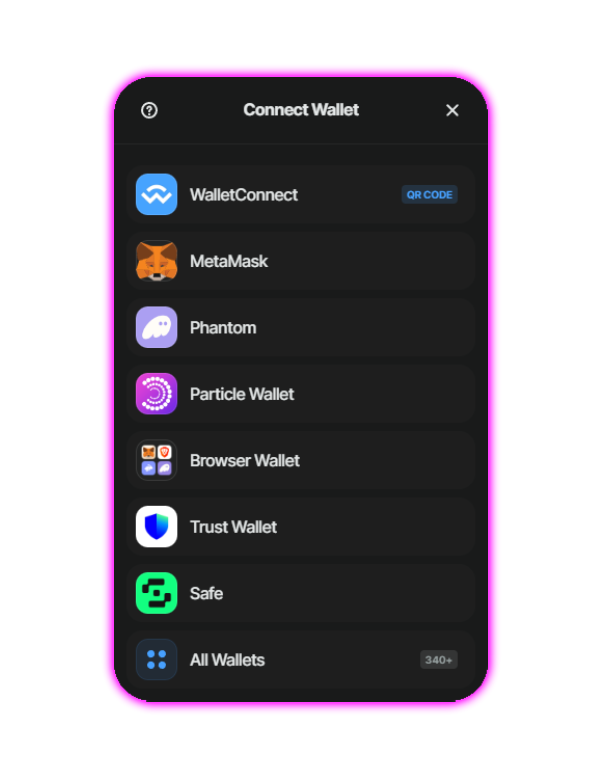 Connect Wallet
WalletConnect
QR CODE
MetaMask
Phantom
Particle Wallet
Browser Wallet
Trust Wallet
Safe
All Wallets
340+